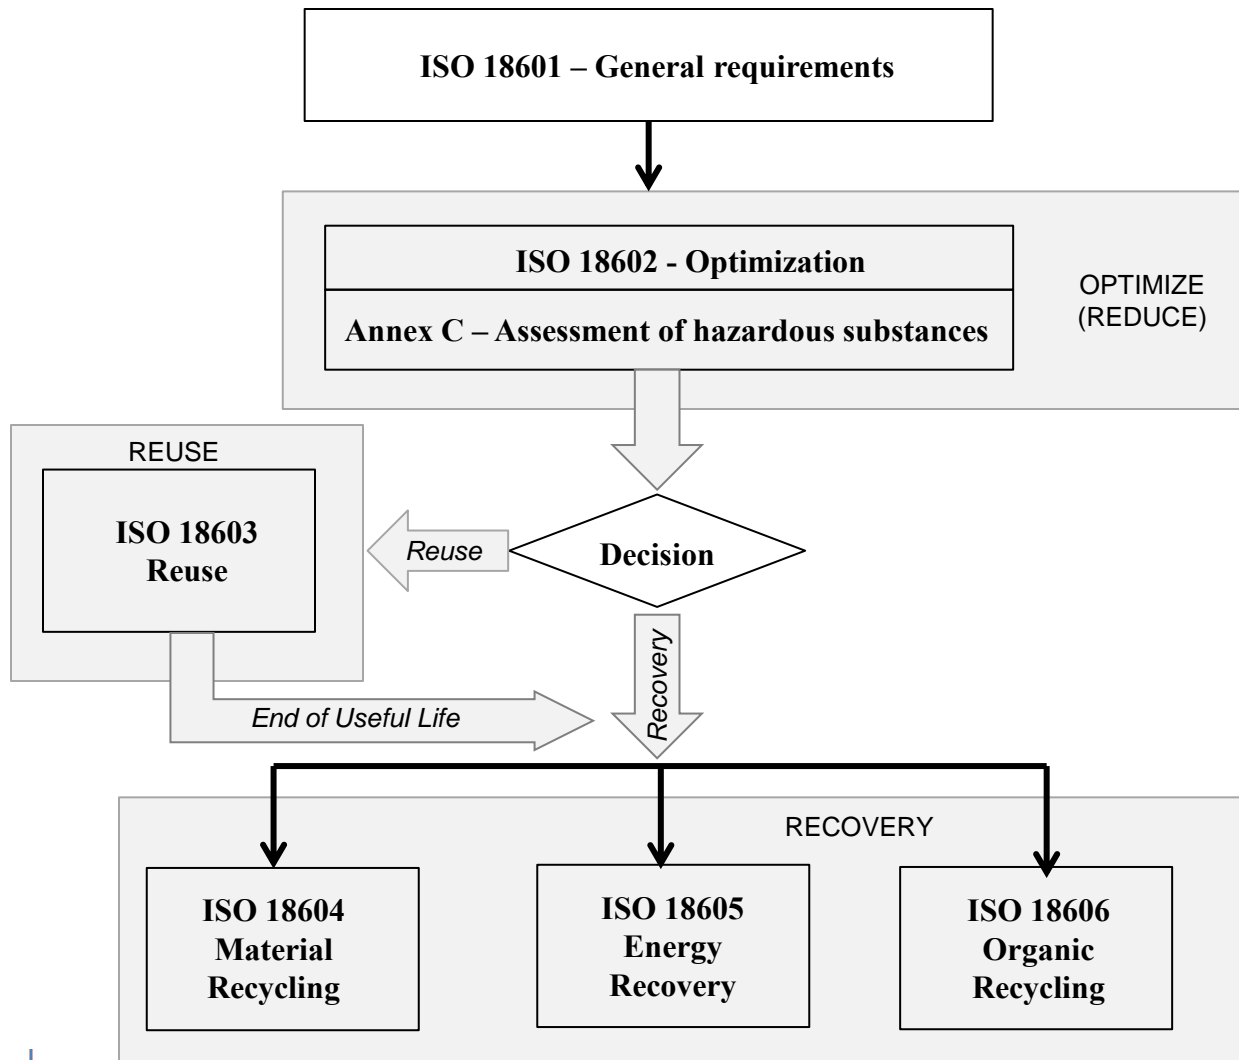 ISO 18601 – General requirements
ISO 18602 - Optimization
Annex C – Assessment of hazardous substances
OPTIMIZE
(REDUCE)
REUSE
ISO 18603
Reuse
Reuse
Decision
Recovery
End of Useful Life
RECOVERY
ISO 18604
Material
Recycling
ISO 18605
Energy
Recovery
ISO 18606
Organic
Recycling